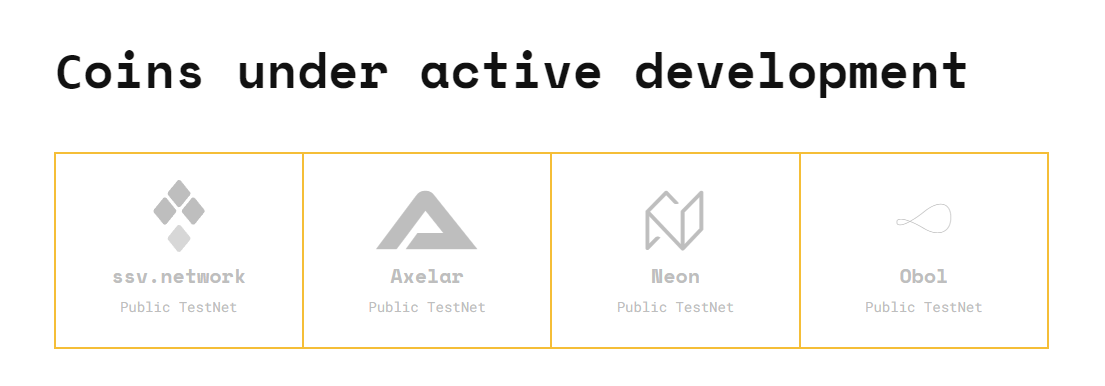 Coins under active development
ssv.network
Public TestNet
Axelar
Public TestNet
Neon
Public TestNet
Obol
Public TestNet